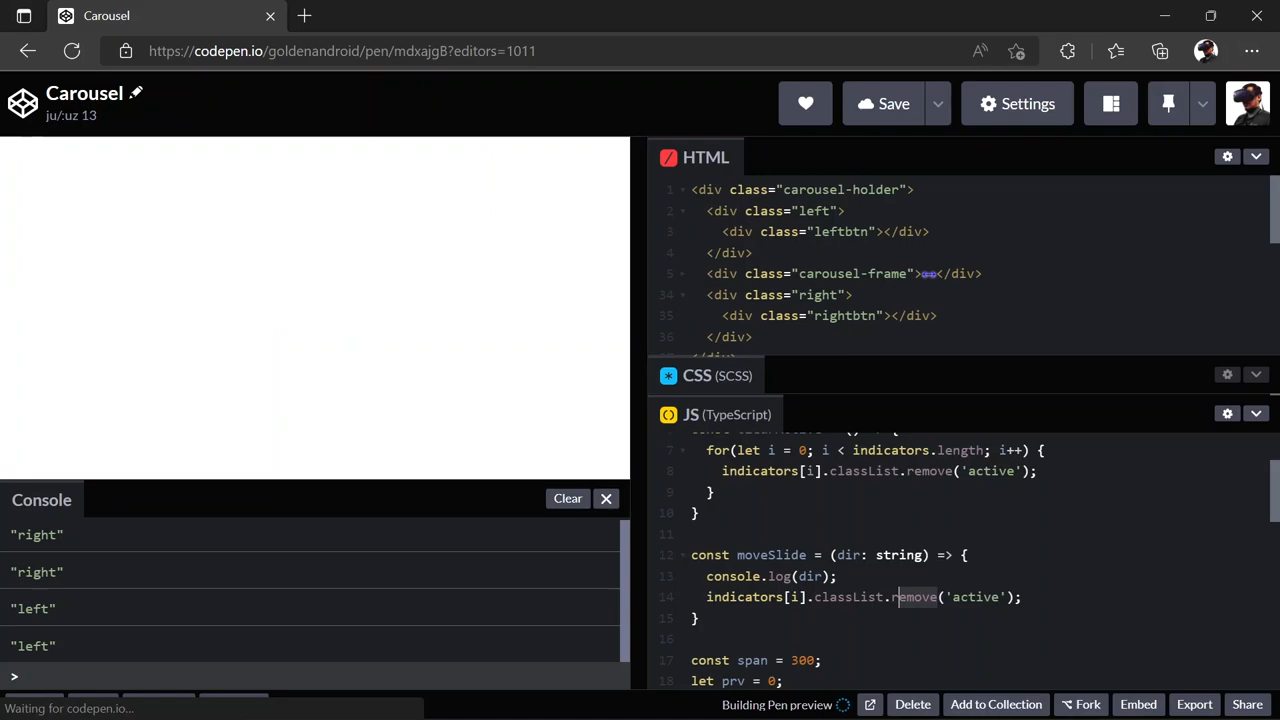 Carousel
https://codepen.io/goldenandroid/pen/mdxajgB?editors=1011
Carousel
ju/:uz 13
Save
Settings
HTML
1 <div class="carousel-holder">
2 <div class="left">
3 <div class="leftbtn"></div>
4 </div>
5 <div class="carousel-frame"></div>
34 <div class="right">
35 <div class="rightbtn"></div>
36 </div>
CSS (SCSS)
JS (TypeScript)
7 for(let i = 0; i < indicators.length; i++) {
8 indicators[i].classList.remove('active');
9 }
10 }
11
12 const moveSlide = (dir: string) => {
13 console.log(dir);
14 indicators[i].classList.remove('active');
15 }
16
17 const span = 300;
18 let prv = 0;
Console
Clear
"right"
"right"
"left"
"left"
>
Waiting for codepen.io...
Building Pen preview
Delete
Add to Collection
Fork
Embed
Export
Share